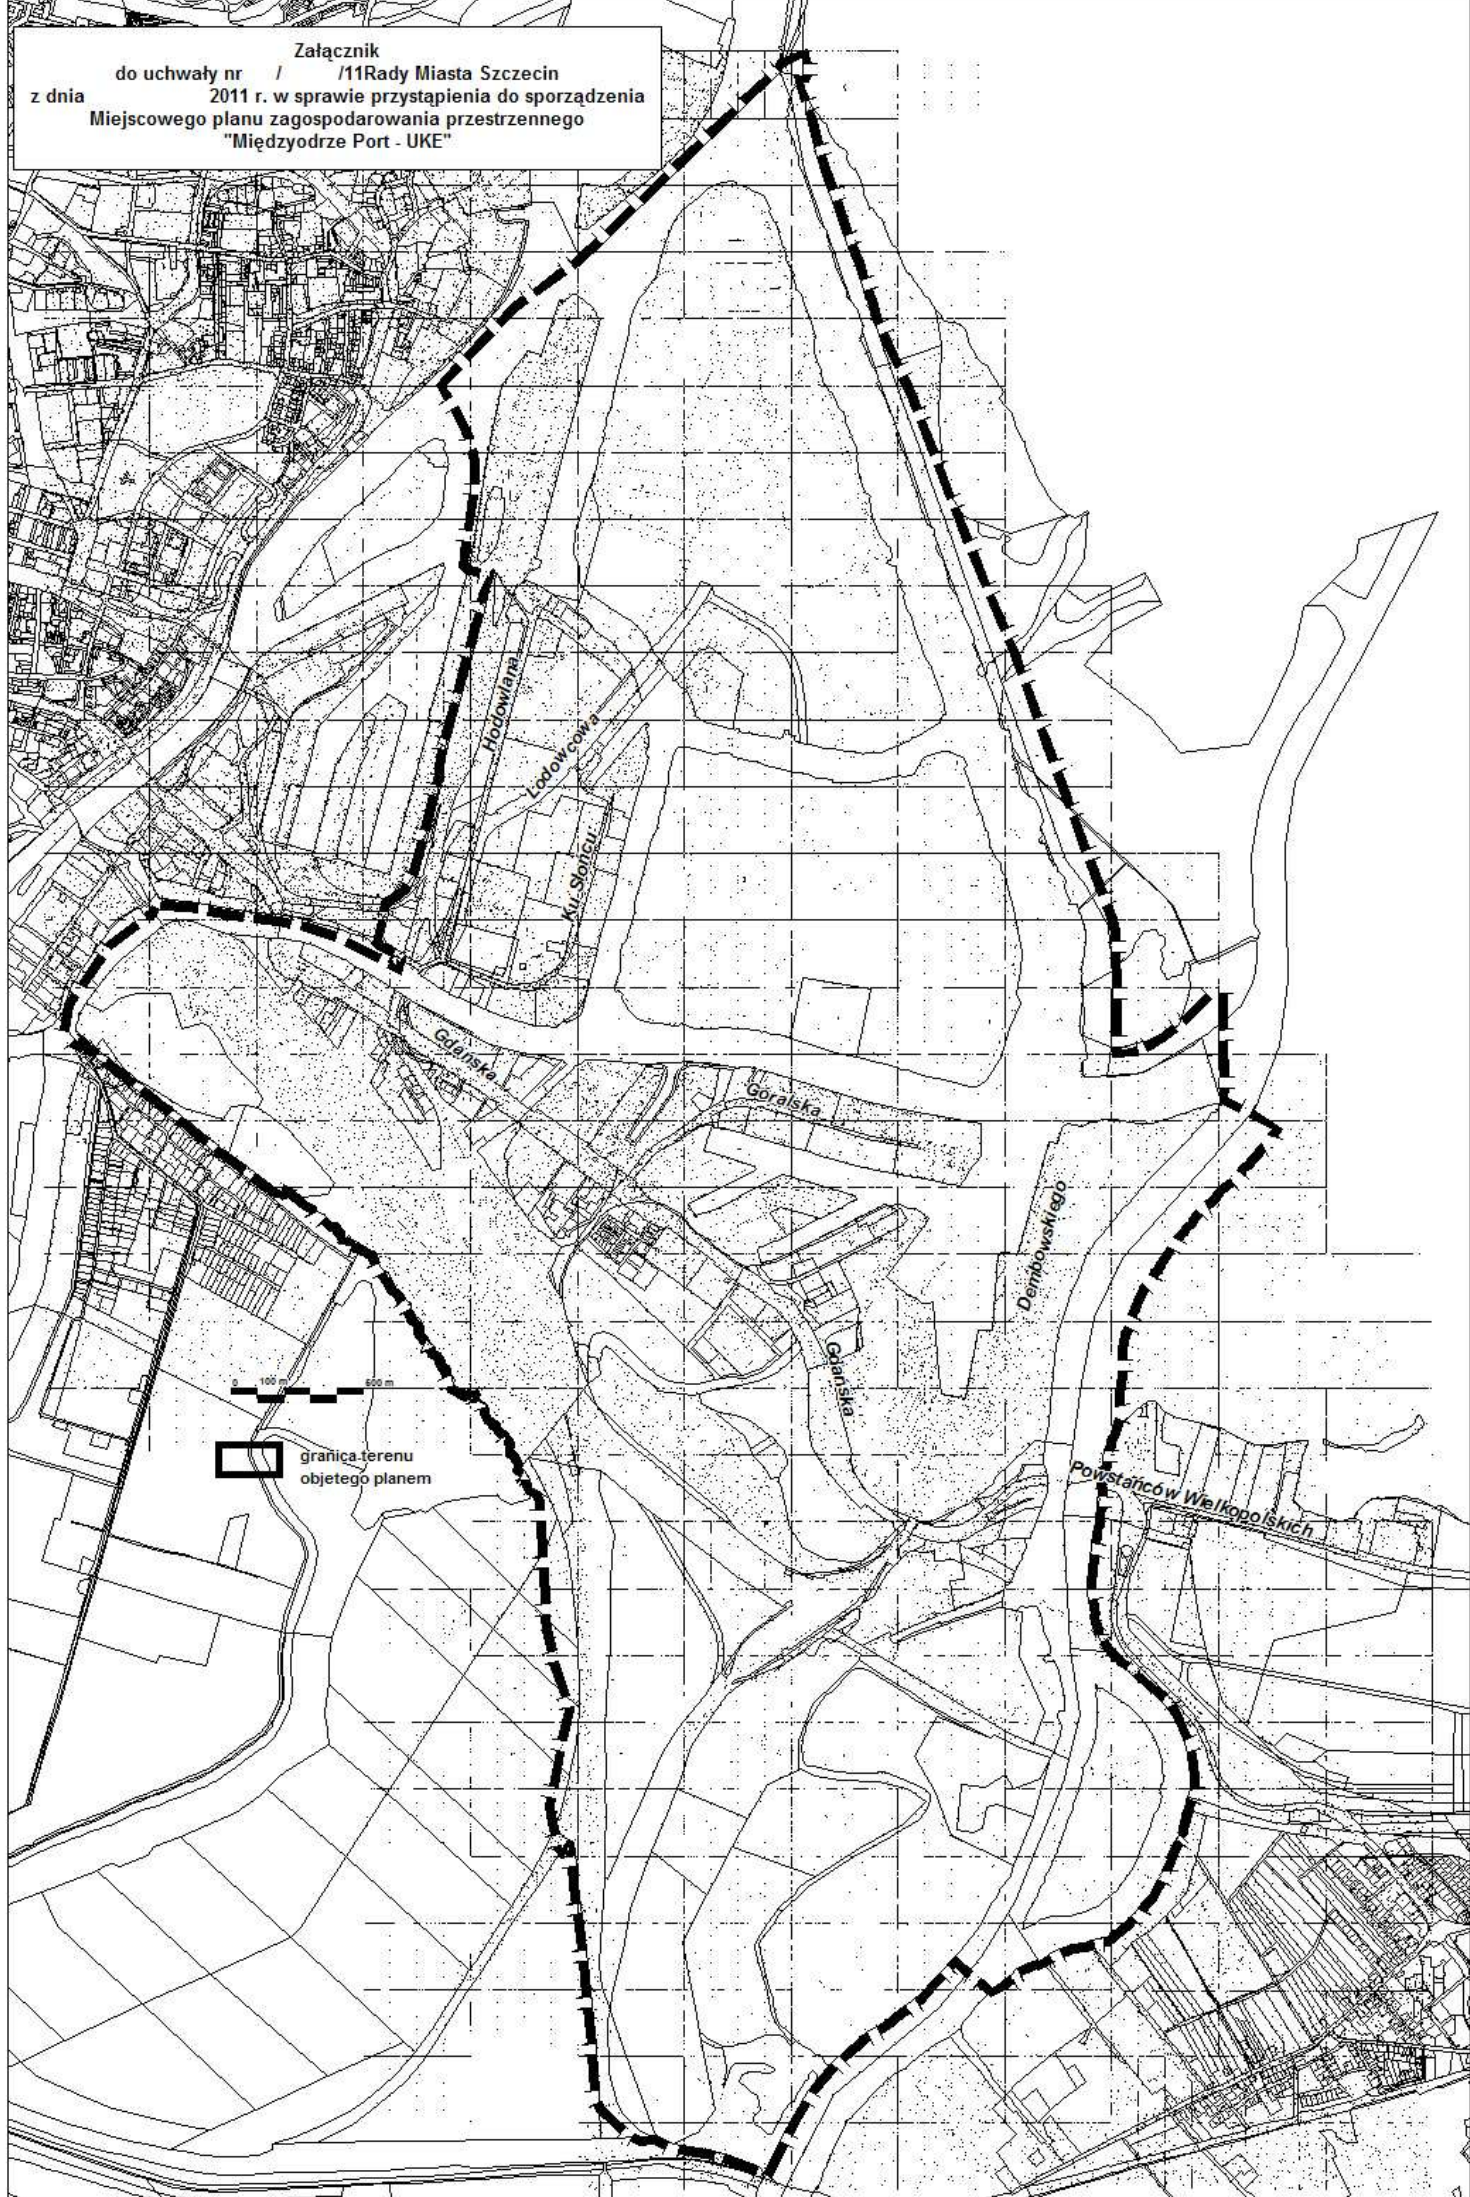 Załącznik
do uchwały nr / /11Rady Miasta Szczecin
z dnia 2011 r. w sprawie przystąpienia do sporządzenia
Miejscowego planu zagospodarowania przestrzennego
"Międzyodrze Port - UKE"
Hodowlana
Lodowcowa
Ku Słońcu
Gdańska
Góralska
Dembowskiego
Gdańska
0 100 m 600 m
granica terenu
objętego planem
Powstańców Wielkopolskich